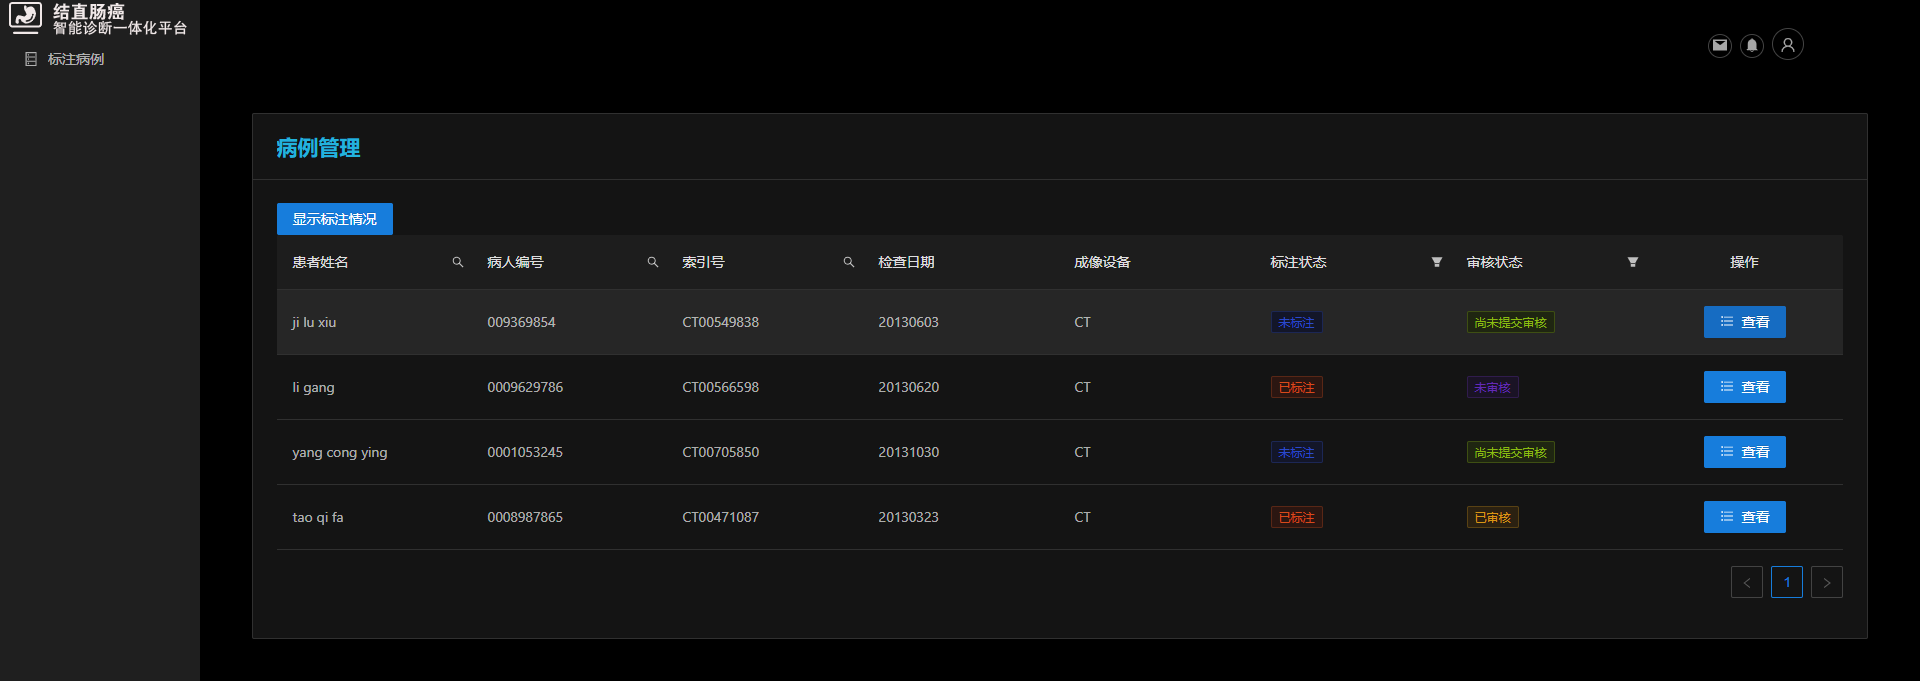 结直肠癌
智能诊断一体化平台
标注病例
病例管理
显示标注情况
患者姓名 病人编号 索引号 检查日期 成像设备 标注状态 审核状态 操作
ji lu xiu 009369854 CT00549838 20130603 CT 未标注 尚未提交审核 查看
li gang 0009629786 CT00566598 20130620 CT 已标注 未审核 查看
yang cong ying 0001053245 CT00705850 20131030 CT 未标注 尚未提交审核 查看
tao qi fa 0008987865 CT00471087 20130323 CT 已标注 已审核 查看
< 1 >